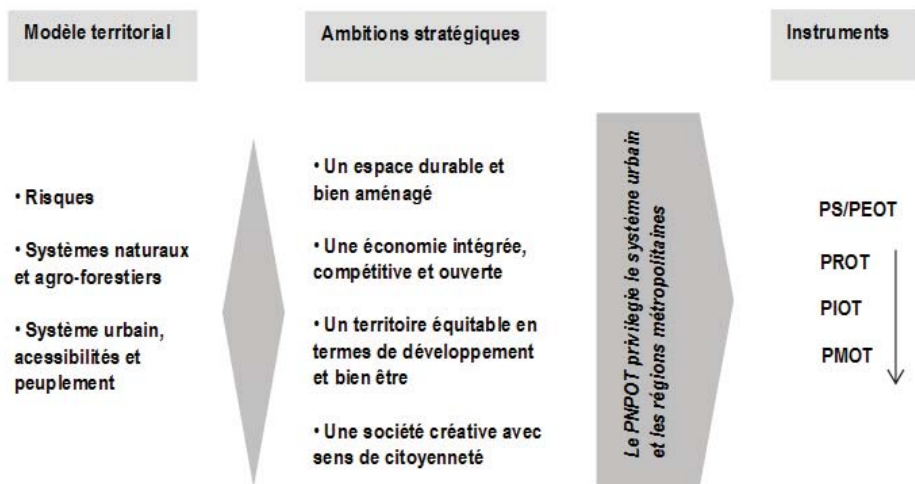 Modèle territorial
Ambitions stratégiques
Instruments
• Risques
• Systèmes naturels
et agro-forestiers
• Système urbain,
acessibilités et
peuplement
• Un espace durable et
bien aménagé
• Une économie intégrée,
compétitive et ouverte
• Un territoire équitable en
termes de développement
et bien être
• Une société créative avec
sens de citoyenneté
Le PNPOT privilegie le système urbain
et les régions métropolitaines
PS/PEOT
PROT
PIOT
PMOT